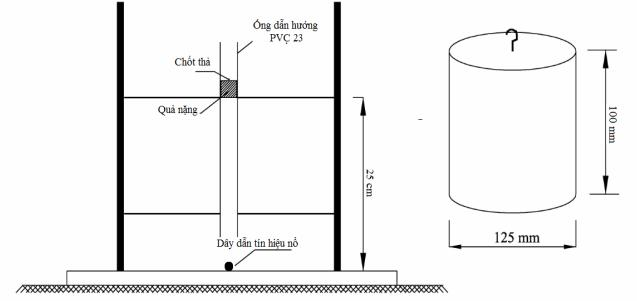 Ống dẫn hướng
PVÇ 23
Chốt thả
Quả nặng
25 cm
Dây dẫn tín hiệu nổ
100 mm
125 mm